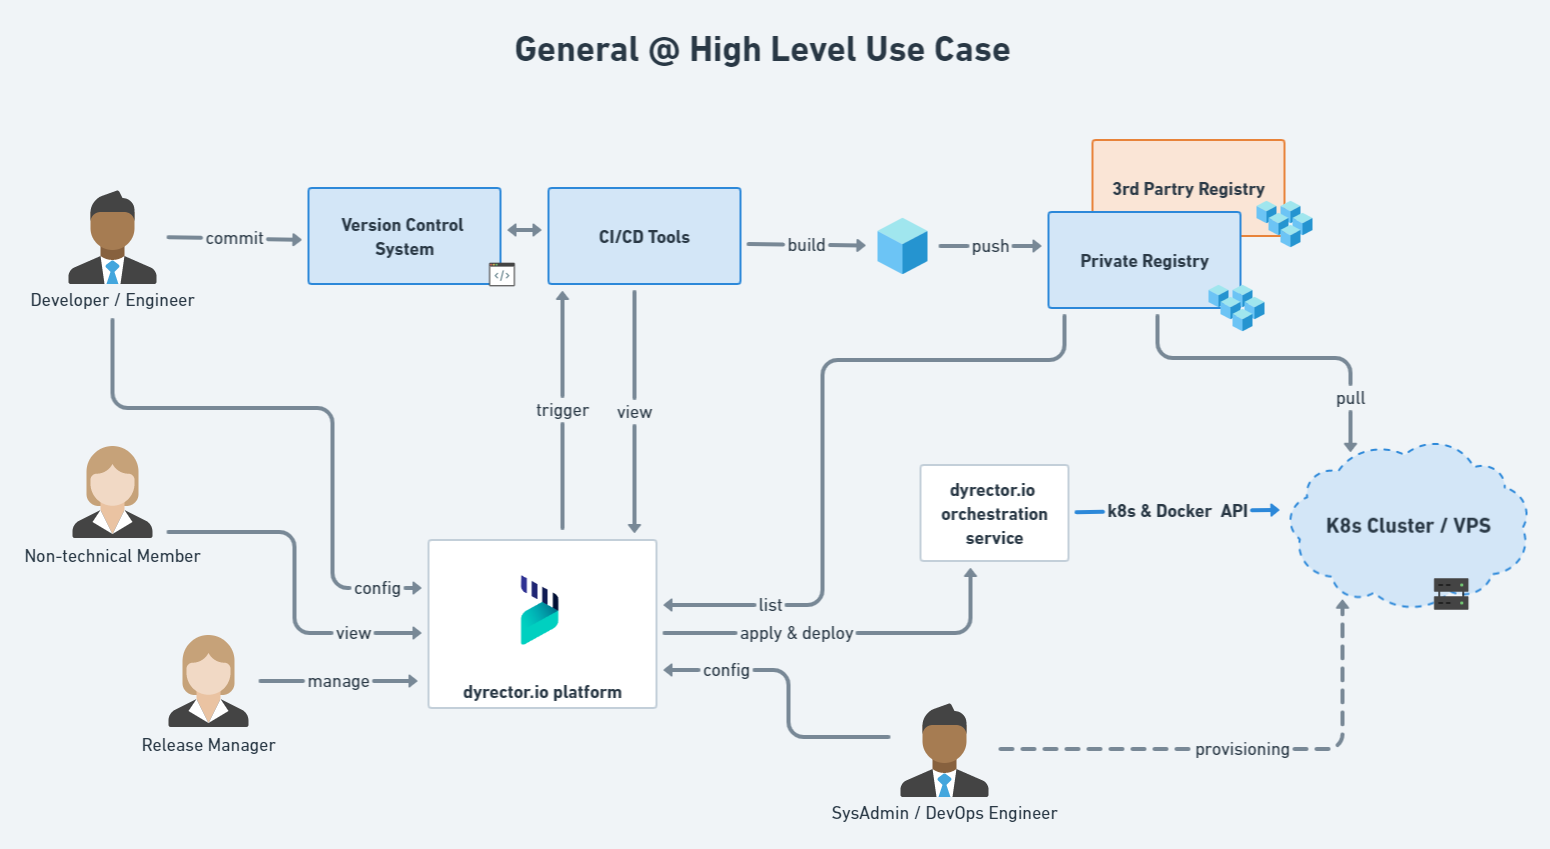 General @ High Level Use Case
3rd Partry Registry
Version Control
System
CI/CD Tools
commit
build
push
Private Registry
</>
Developer / Engineer
trigger
view
pull
dyrector.io
orchestration
service
k8s & Docker  API
K8s Cluster / VPS
Non-technical Member
config
list
view
apply & deploy
manage
config
dyrector.io platform
Release Manager
provisioning
SysAdmin / DevOps Engineer